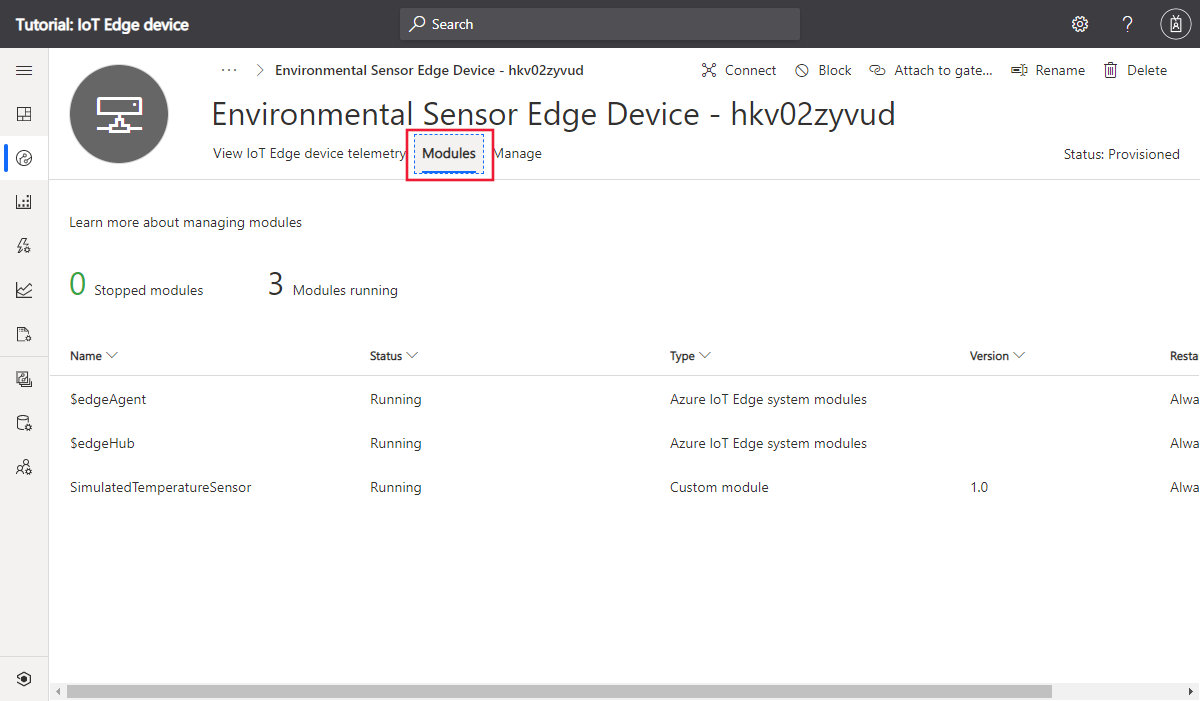 Tutorial: IoT Edge device
Search
?
··· > Environmental Sensor Edge Device - hkv02zyvud
Connect Block Attach to gate... Rename Delete
Environmental Sensor Edge Device - hkv02zyvud
View IoT Edge device telemetry Modules Manage
Status: Provisioned
Learn more about managing modules
0 Stopped modules 3 Modules running
Name Status Type Version Resta
$edgeAgent Running Azure IoT Edge system modules Alwa
$edgeHub Running Azure IoT Edge system modules Alwa
SimulatedTemperatureSensor Running Custom module 1.0 Alwa